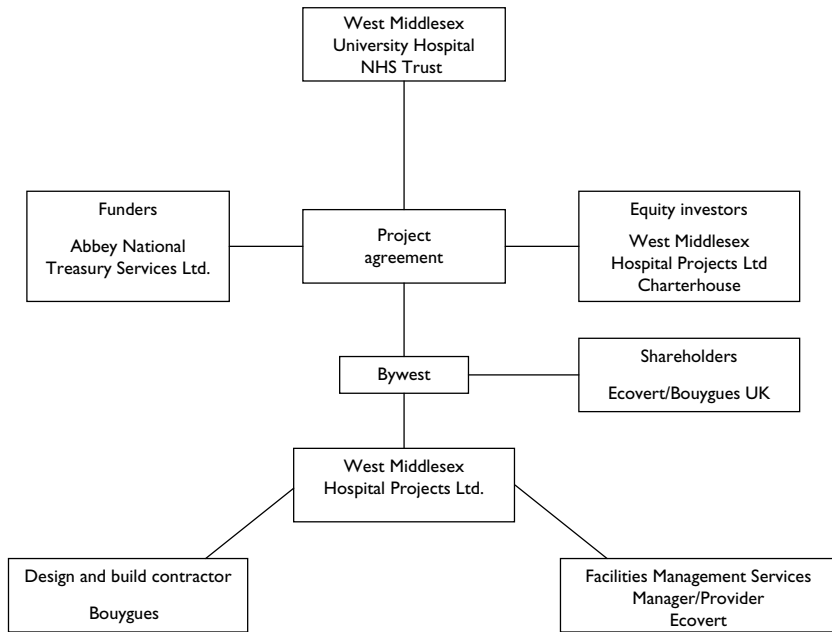 West Middlesex
University Hospital
NHS Trust
Funders
Abbey National
Treasury Services Ltd.
Project
agreement
Equity investors
West Middlesex
Hospital Projects Ltd
Charterhouse
Bywest
Shareholders
Ecovert/Bouygues UK
West Middlesex
Hospital Projects Ltd.
Design and build contractor
Bouygues
Facilities Management Services
Manager/Provider
Ecovert